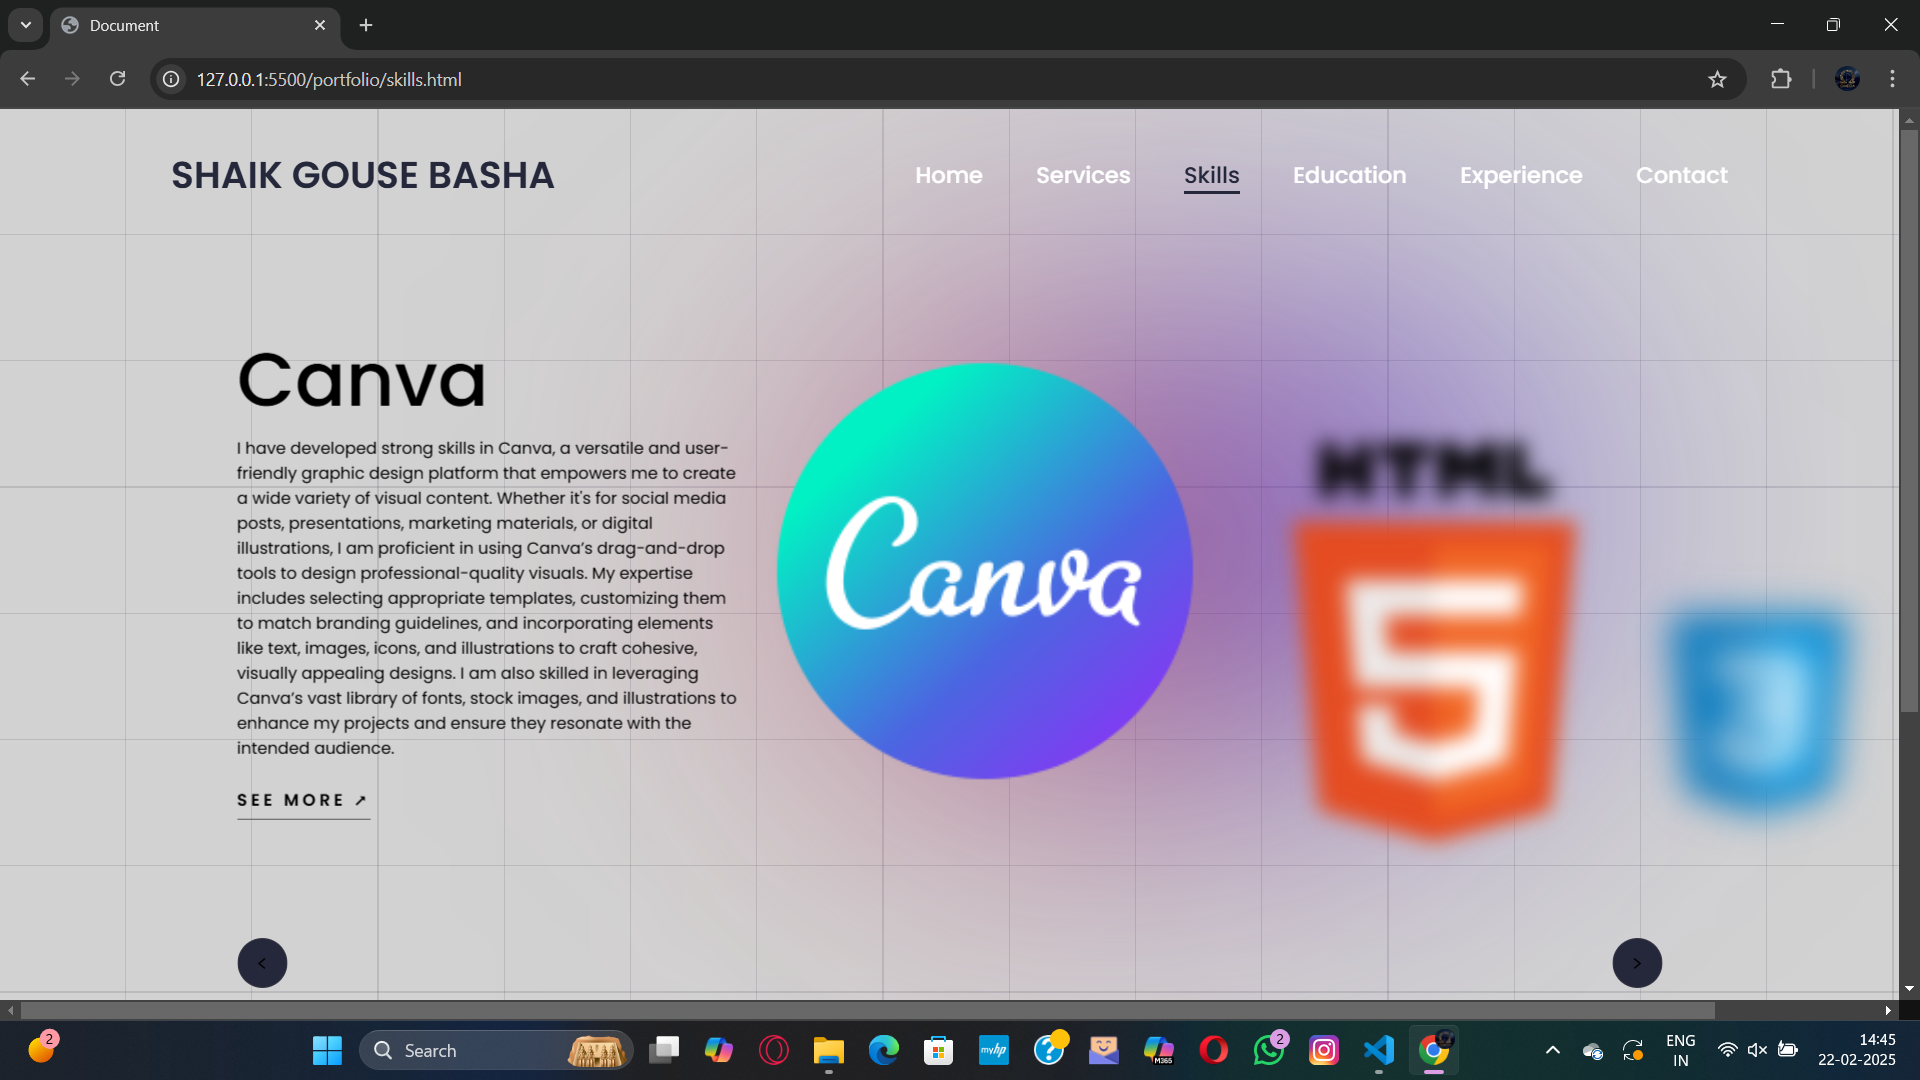 Document
127.0.0.1:5500/portfolio/skills.html
SHAIK GOUSE BASHA
Home Services Skills Education Experience Contact
Canva
I have developed strong skills in Canva, a versatile and user-
friendly graphic design platform that empowers me to create
a wide variety of visual content. Whether it's for social media
posts, presentations, marketing materials, or digital
illustrations, I am proficient in using Canva’s drag-and-drop
tools to design professional-quality visuals. My expertise
includes selecting appropriate templates, customizing them
to match branding guidelines, and incorporating elements
like text, images, icons, and illustrations to craft cohesive,
visually appealing designs. I am also skilled in leveraging
Canva’s vast library of fonts, stock images, and illustrations to
enhance my projects and ensure they resonate with the
intended audience.
SEE MORE ↗
Canva
HTML
5
3
<
>
2
Search
myhp
M365
2
ENG
IN
14:45
22-02-2025